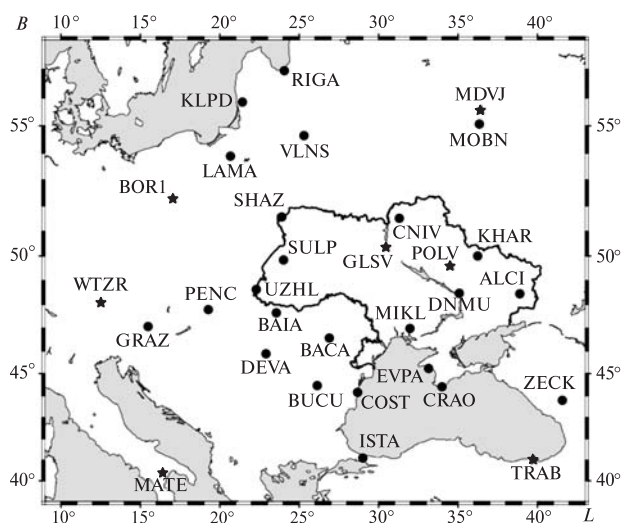 B 10° 15° 20° 25° 30° 35° 40°
RIGA
KLPD
MDVJ
55° 55°
MOBN
VLNS
LAMA
BOR1
SHAZ
CNIV
KHAR
50° SULP GLSV POLV 50°
WTZR PENC UZHL DNMU ALCI
BAIA MIKL
GRAZ
BACA
DEVA
45° EVPA 45°
ZECK
BUCU COST CRAO
ISTA
40° MATE TRAB 40°
10° 15° 20° 25° 30° 35° L